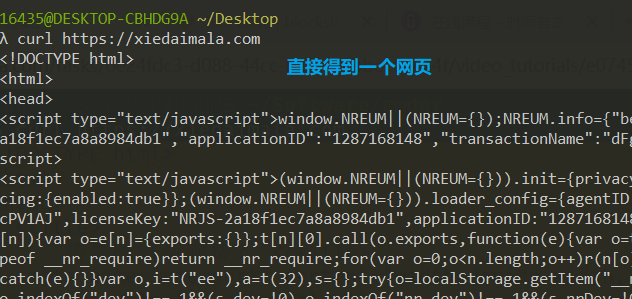 16435@DESKTOP-CBHDG9A ~/Desktop
λ curl https://xiedaimala.com
<!DOCTYPE html>
<html>
直接得到一个网页
<head>
<script type="text/javascript">window.NREUM||(NREUM={});NREUM.info={"be
a18f1ec7a8a8984db1","applicationID":"1287168148","transactionName":"dFg
script>
<script type="text/javascript">(window.NREUM||(NREUM={})).init={privacy
cing:{enabled:true}};(window.NREUM||(NREUM={})).loader_config={agentID:
cPV1AJ",licenseKey:"NRJS-2a18f1ec7a8a8984db1",applicationID:"128716814
[n]){var o=e[n]={exports:{}};t[n][0].call(o.exports,function(e){var o=t
peof __nr_require)return __nr_require;for(var o=0;o<n.length;o++)r(n[o]
catch(e){}}var o,i=t("ee"),a=t(32),s={};try{o=localStorage.getItem("__n